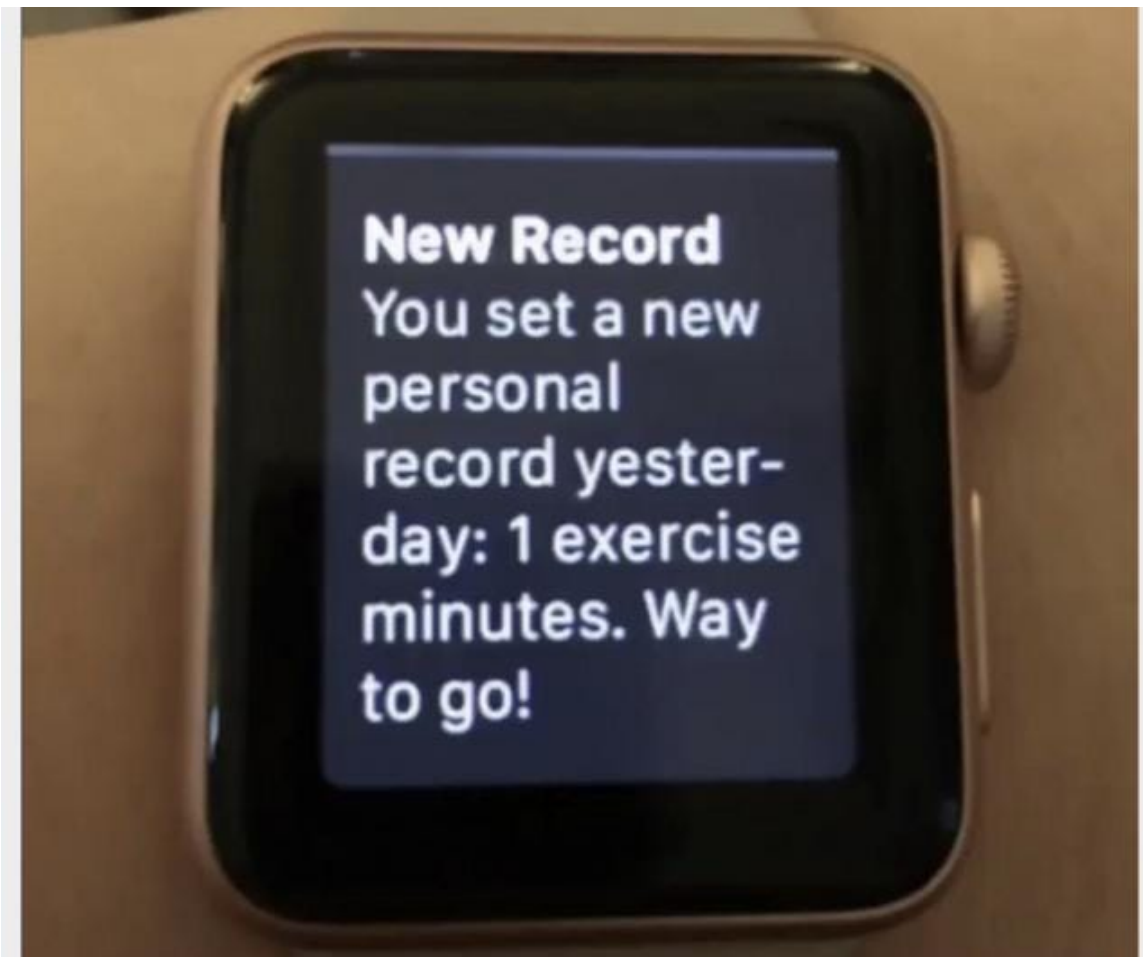 New Record
You set a new
personal
record yester-
day: 1 exercise
minutes. Way
to go!